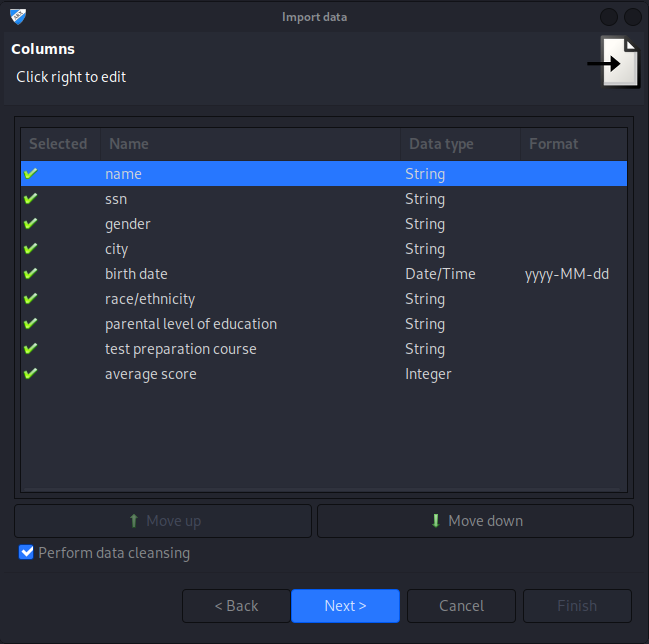 Import data
Columns
Click right to edit
Selected Name Data type Format
name String
ssn String
gender String
city String
birth date Date/Time yyyy-MM-dd
race/ethnicity String
parental level of education String
test preparation course String
average score Integer
Move up Move down
Perform data cleansing
< Back Next > Cancel Finish